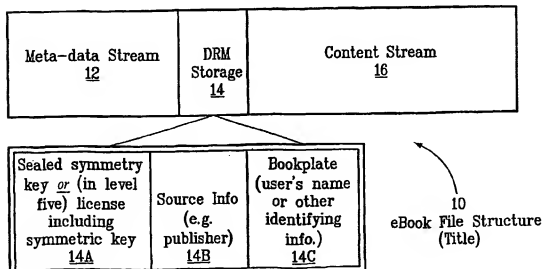 Meta-data Stream
12
DRM
Storage
14
Content Stream
16
Sealed symmetry
key or (in level
five) license
including
symmetric key
14A
Source Info
(e.g.
publisher)
14B
Bookplate
(user's name
or other
identifying
info.)
14C
10
eBook File Structure
(Title)